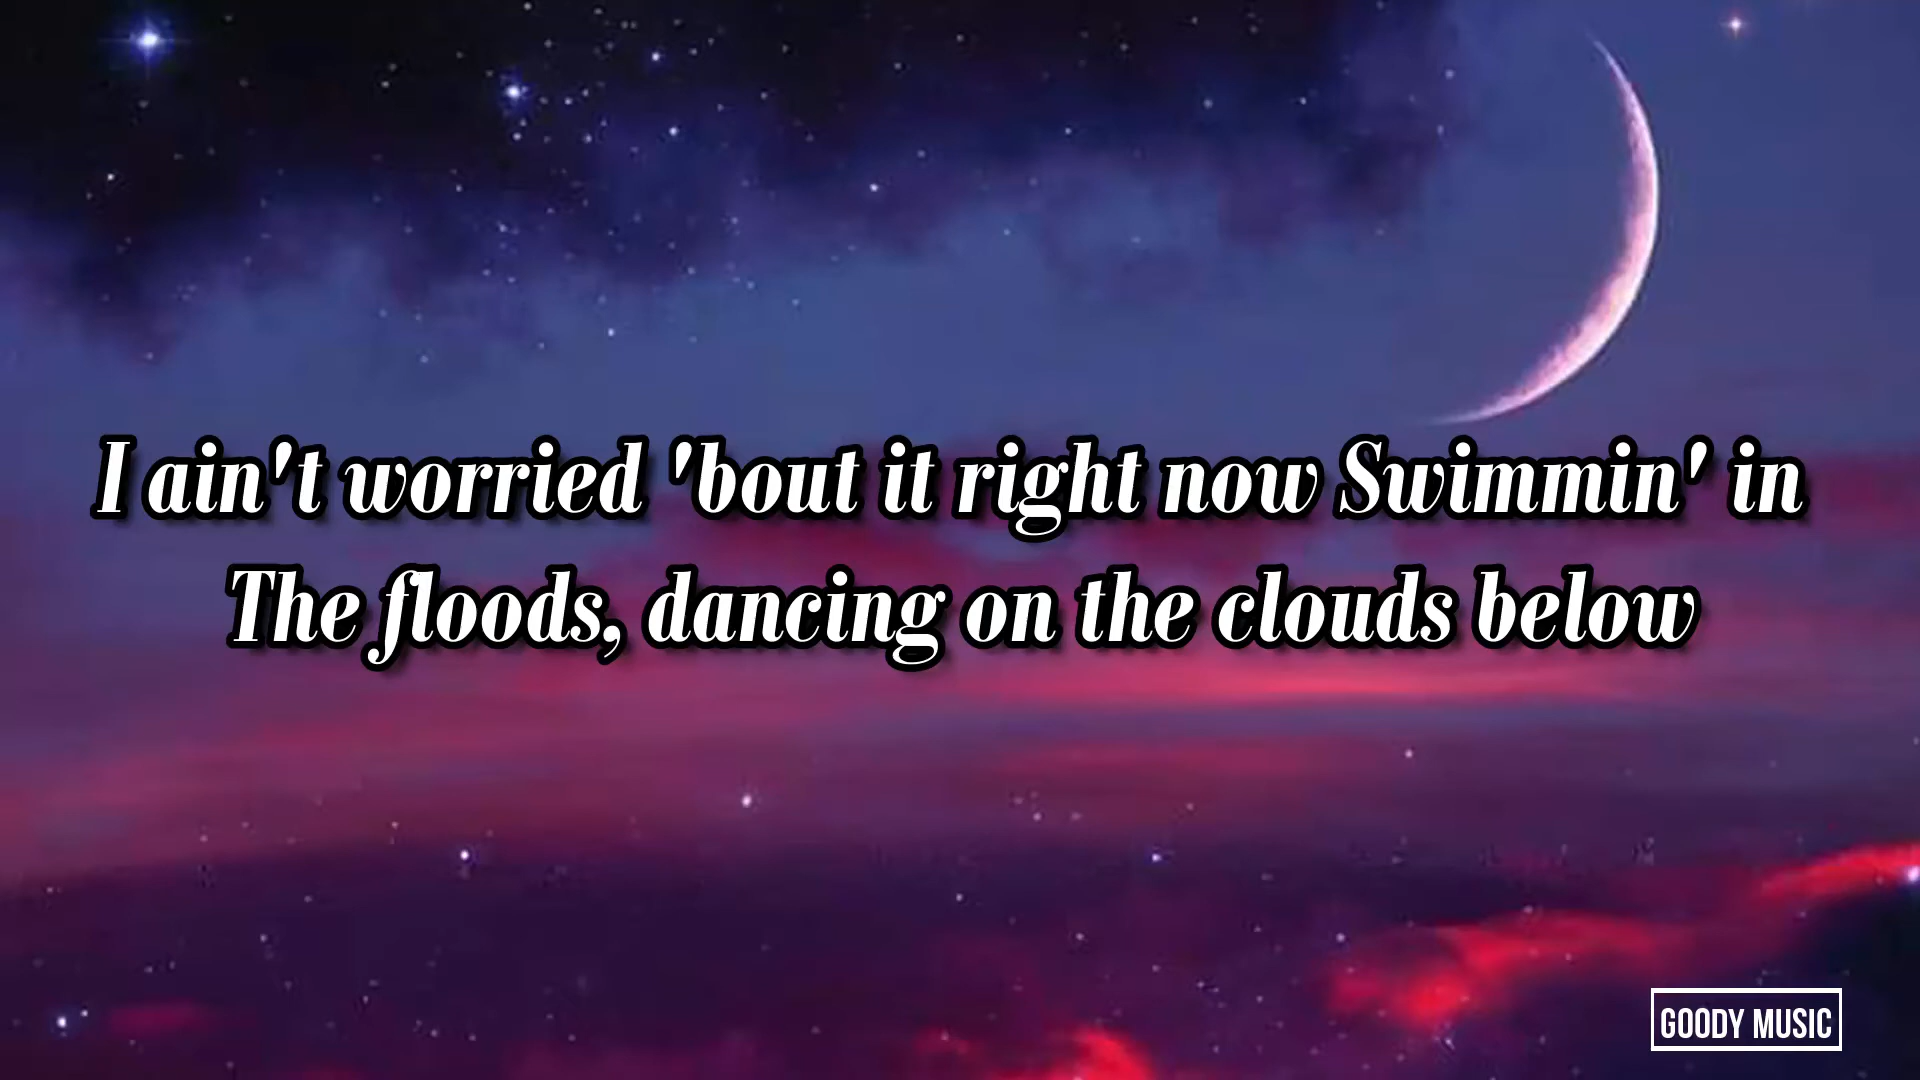 I ain't worried 'bout it right now Swimmin' in
The floods, dancing on the clouds below
GOODY MUSIC